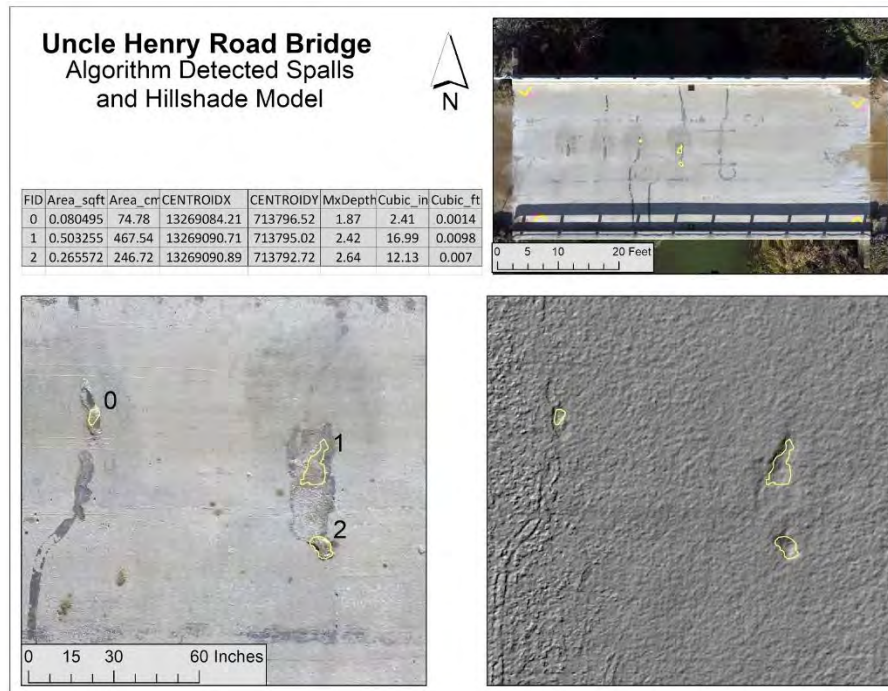 Uncle Henry Road Bridge
Algorithm Detected Spalls
and Hillshade Model
N
FID Area_sqft Area_cm CENTROIDX CENTROIDY MxDepth Cubic_in Cubic_ft
0 0.080495 74.78 13269084.21 713796.52 1.87 2.41 0.0014
1 0.503255 467.54 13269090.71 713795.02 2.42 16.99 0.0098
2 0.265572 246.72 13269090.89 713792.72 2.64 12.13 0.007
0 5 10 20 Feet
0
1
2
0 15 30 60 Inches